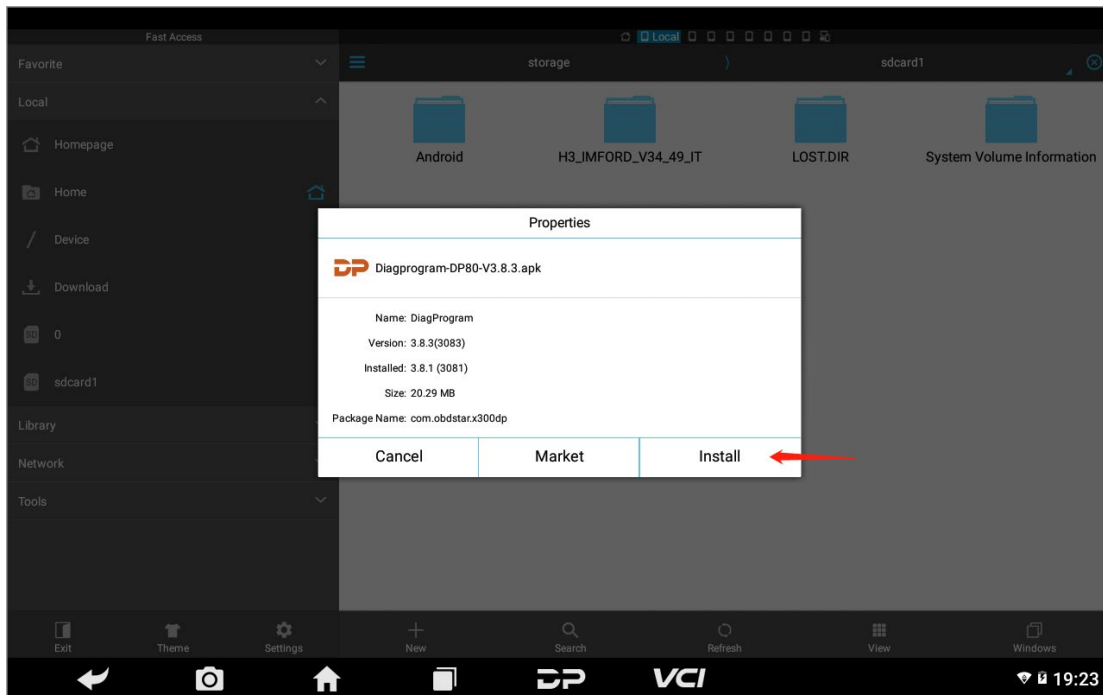 Fast Access
Local
Favorite
storage
sdcard1
Local
Homepage
Android
H3_IMFORD_V34_49_IT
LOST.DIR
System Volume Information
Home
Device
Download
0
sdcard1
Library
Network
Tools
Properties
DP Diagprogram-DP80-V3.8.3.apk
Name: DiagProgram
Version: 3.8.3(3083)
Installed: 3.8.1 (3081)
Size: 20.29 MB
Package Name: com.obdstar.x300dp
Cancel Market Install
Exit Theme Settings New Search Refresh View Windows
DP VCI 19:23